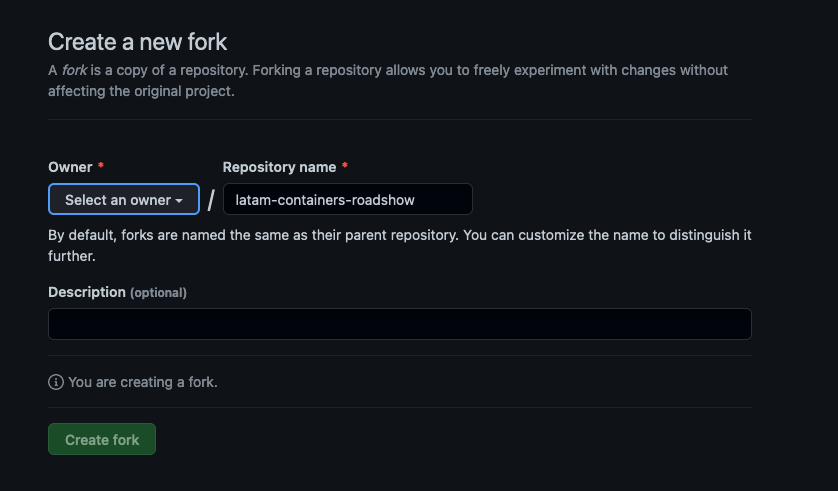 Create a new fork
A fork is a copy of a repository. Forking a repository allows you to freely experiment with changes without
affecting the original project.
Owner * Repository name *
Select an owner / latam-containers-roadshow
By default, forks are named the same as their parent repository. You can customize the name to distinguish it
further.
Description (optional)
You are creating a fork.
Create fork